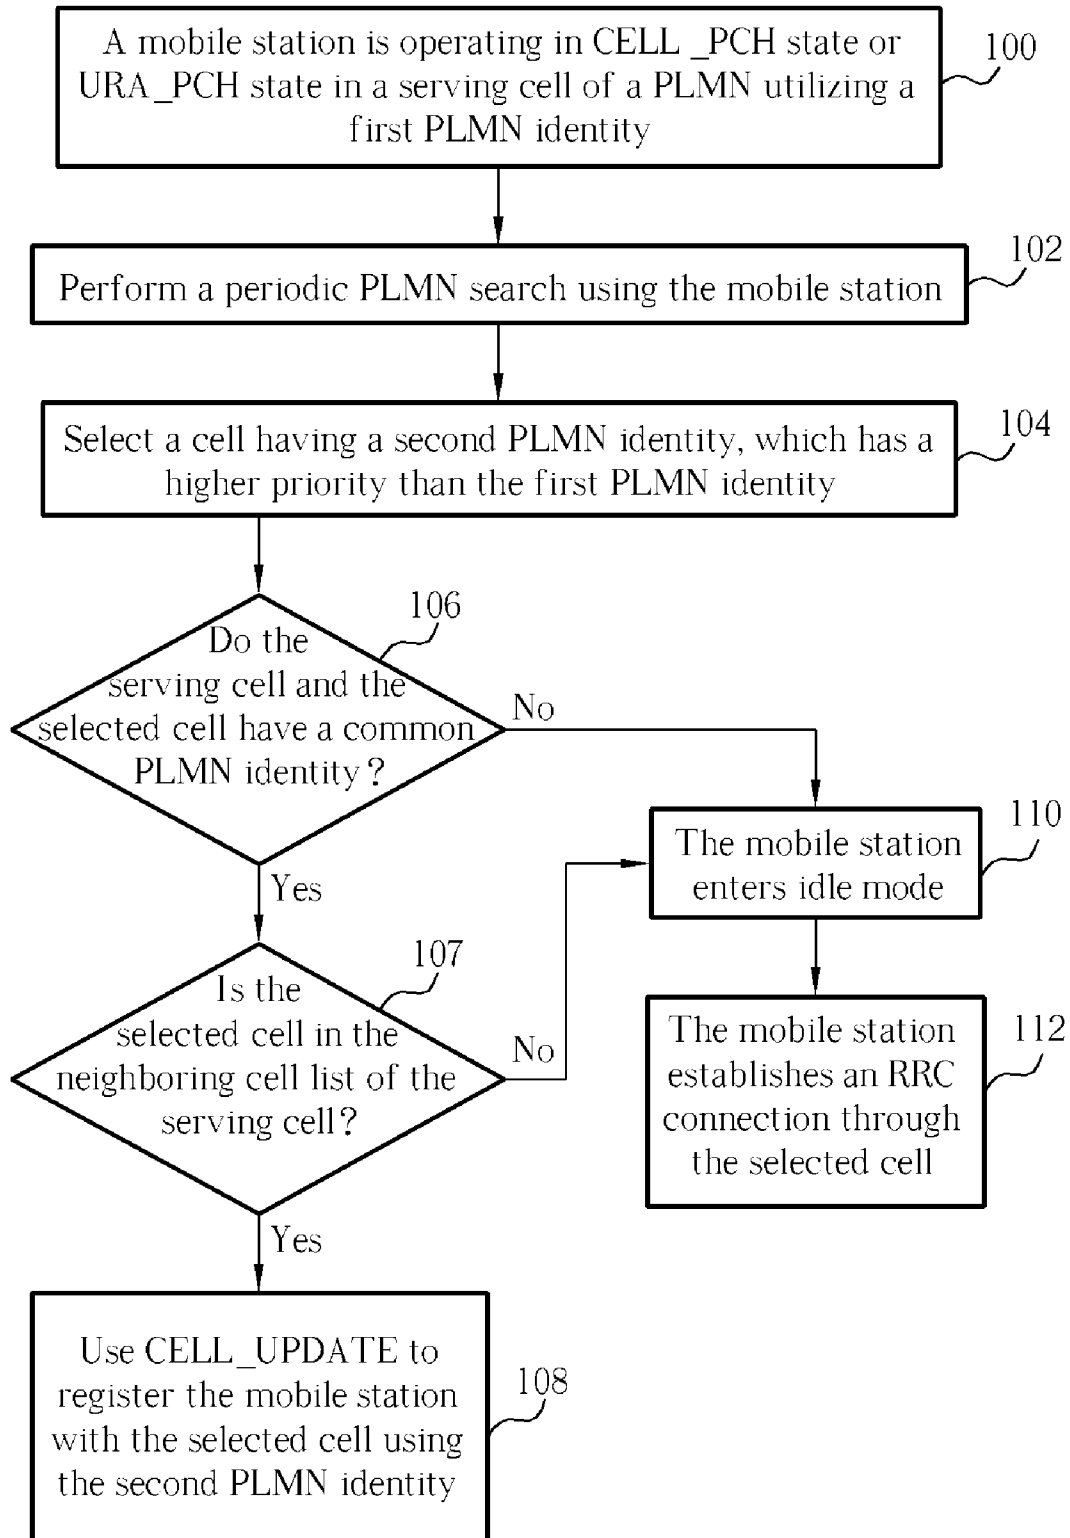 A mobile station is operating in CELL _PCH state or
URA_PCH state in a serving cell of a PLMN utilizing a
first PLMN identity
100
102
Perform a periodic PLMN search using the mobile station
104
Select a cell having a second PLMN identity, which has a
higher priority than the first PLMN identity
106
Do the
serving cell and the
selected cell have a common
PLMN identity?
No
Yes
110
The mobile station
enters idle mode
107
Is the
selected cell in the
neighboring cell list of the
serving cell?
No
Yes
112
The mobile station
establishes an RRC
connection through
the selected cell
108
Use CELL_UPDATE to
register the mobile station
with the selected cell using
the second PLMN identity